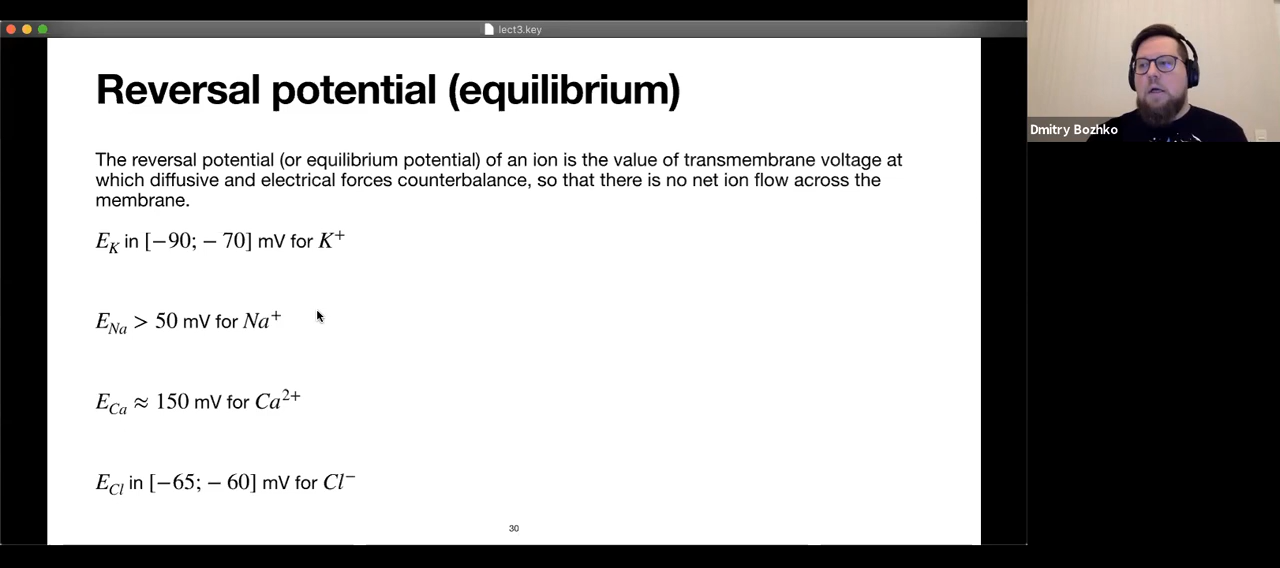 lect3.key
Reversal potential (equilibrium)
The reversal potential (or equilibrium potential) of an ion is the value of transmembrane voltage at
which diffusive and electrical forces counterbalance, so that there is no net ion flow across the
membrane.
E_K in [−90; − 70] mV for K⁺
E_Na > 50 mV for Na⁺
E_Ca ≈ 150 mV for Ca²⁺
E_Cl in [−65; − 60] mV for Cl⁻
30
Dmitry Bozhko